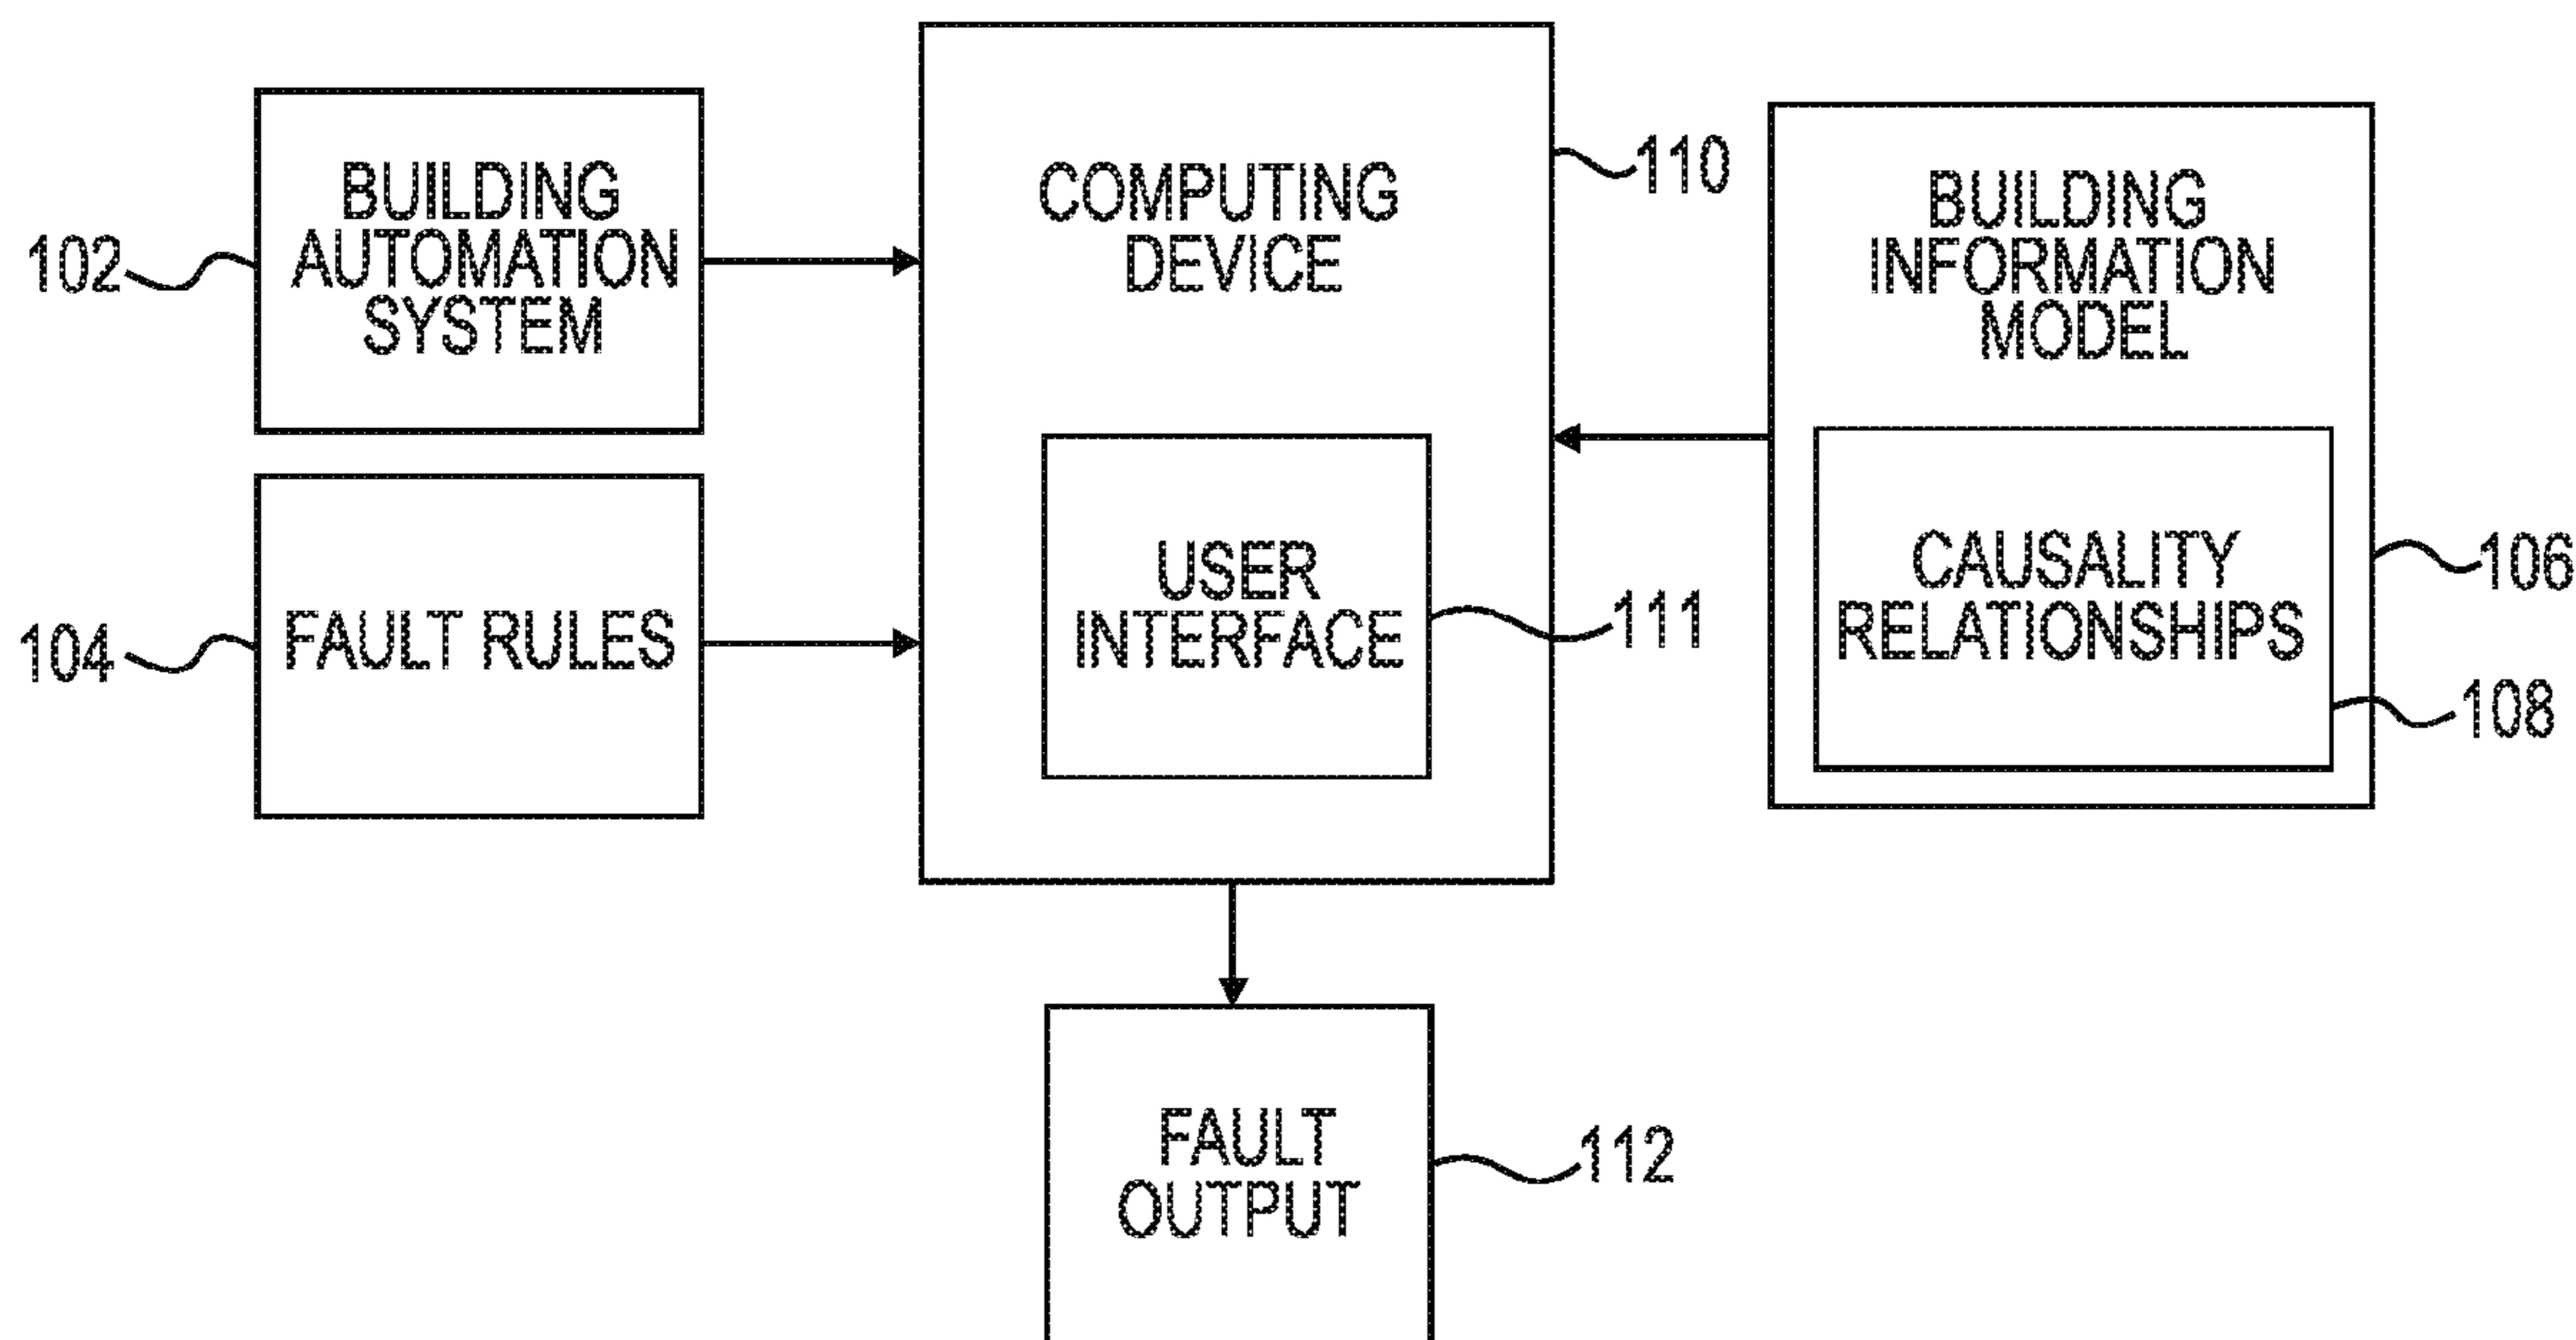 BUILDING
AUTOMATION
SYSTEM
102
FAULT RULES
104
COMPUTING
DEVICE
110
USER
INTERFACE
111
BUILDING
INFORMATION
MODEL
CAUSALITY
RELATIONSHIPS
106
108
FAULT
OUTPUT
112